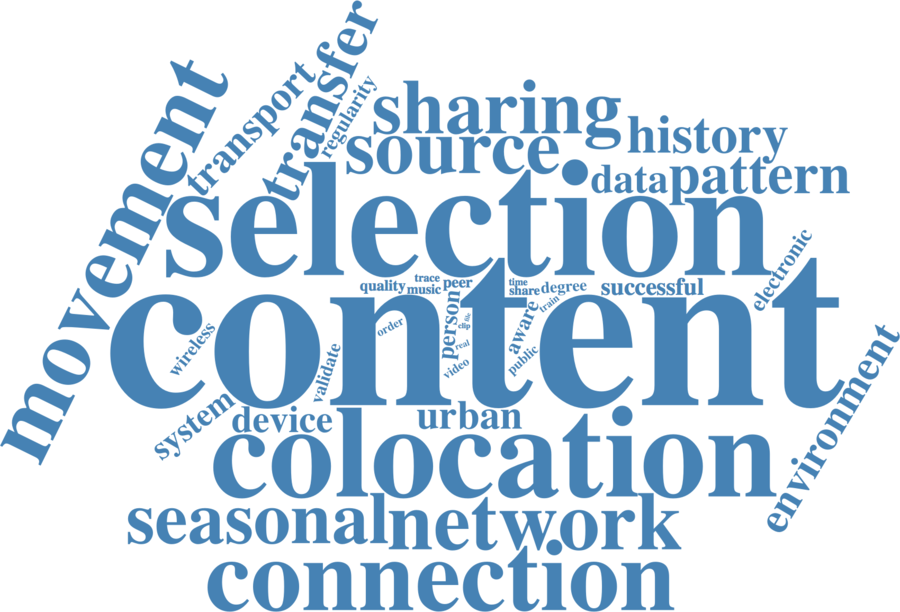 transfer
transport
regularity
movement
sharing
source
history
data
pattern
selection
electronic
quality
trace
music
peer
time
share
degree
train
successful
content
wireless
order
person
file
clip
real
video
aware
public
validate
environment
system
device
urban
colocation
seasonal
network
connection